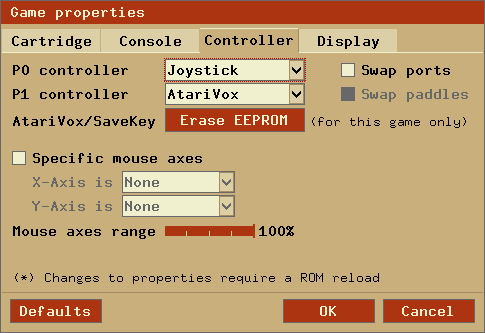 Game properties
Cartridge Console Controller Display
P0 controller Joystick Swap ports
P1 controller AtariVox Swap paddles
AtariVox/SaveKey Erase EEPROM (for this game only)
Specific mouse axes
X-Axis is None
Y-Axis is None
Mouse axes range 100%
(*) Changes to properties require a ROM reload
Defaults OK Cancel